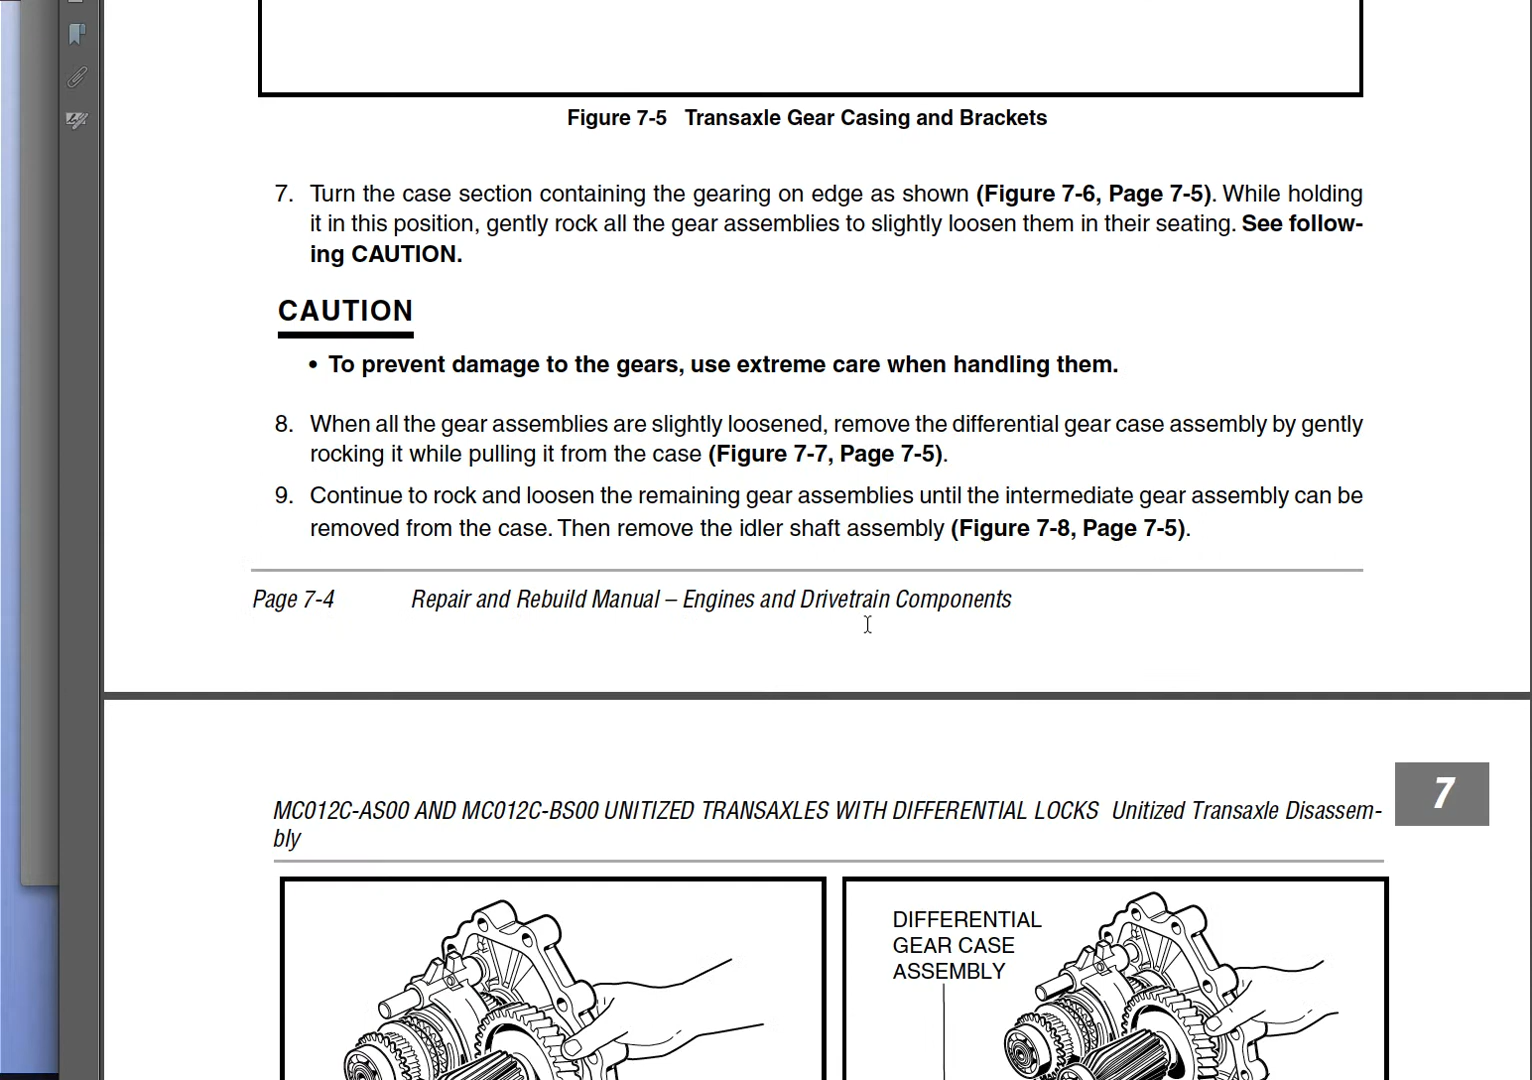 Figure 7-5   Transaxle Gear Casing and Brackets
7. Turn the case section containing the gearing on edge as shown (Figure 7-6, Page 7-5). While holding
it in this position, gently rock all the gear assemblies to slightly loosen them in their seating. See follow-
ing CAUTION.
CAUTION
• To prevent damage to the gears, use extreme care when handling them.
8. When all the gear assemblies are slightly loosened, remove the differential gear case assembly by gently
rocking it while pulling it from the case (Figure 7-7, Page 7-5).
9. Continue to rock and loosen the remaining gear assemblies until the intermediate gear assembly can be
removed from the case. Then remove the idler shaft assembly (Figure 7-8, Page 7-5).
Page 7-4 Repair and Rebuild Manual – Engines and Drivetrain Components
7
MC012C-AS00 AND MC012C-BS00 UNITIZED TRANSAXLES WITH DIFFERENTIAL LOCKS  Unitized Transaxle Disassem-
bly
DIFFERENTIAL
GEAR CASE
ASSEMBLY